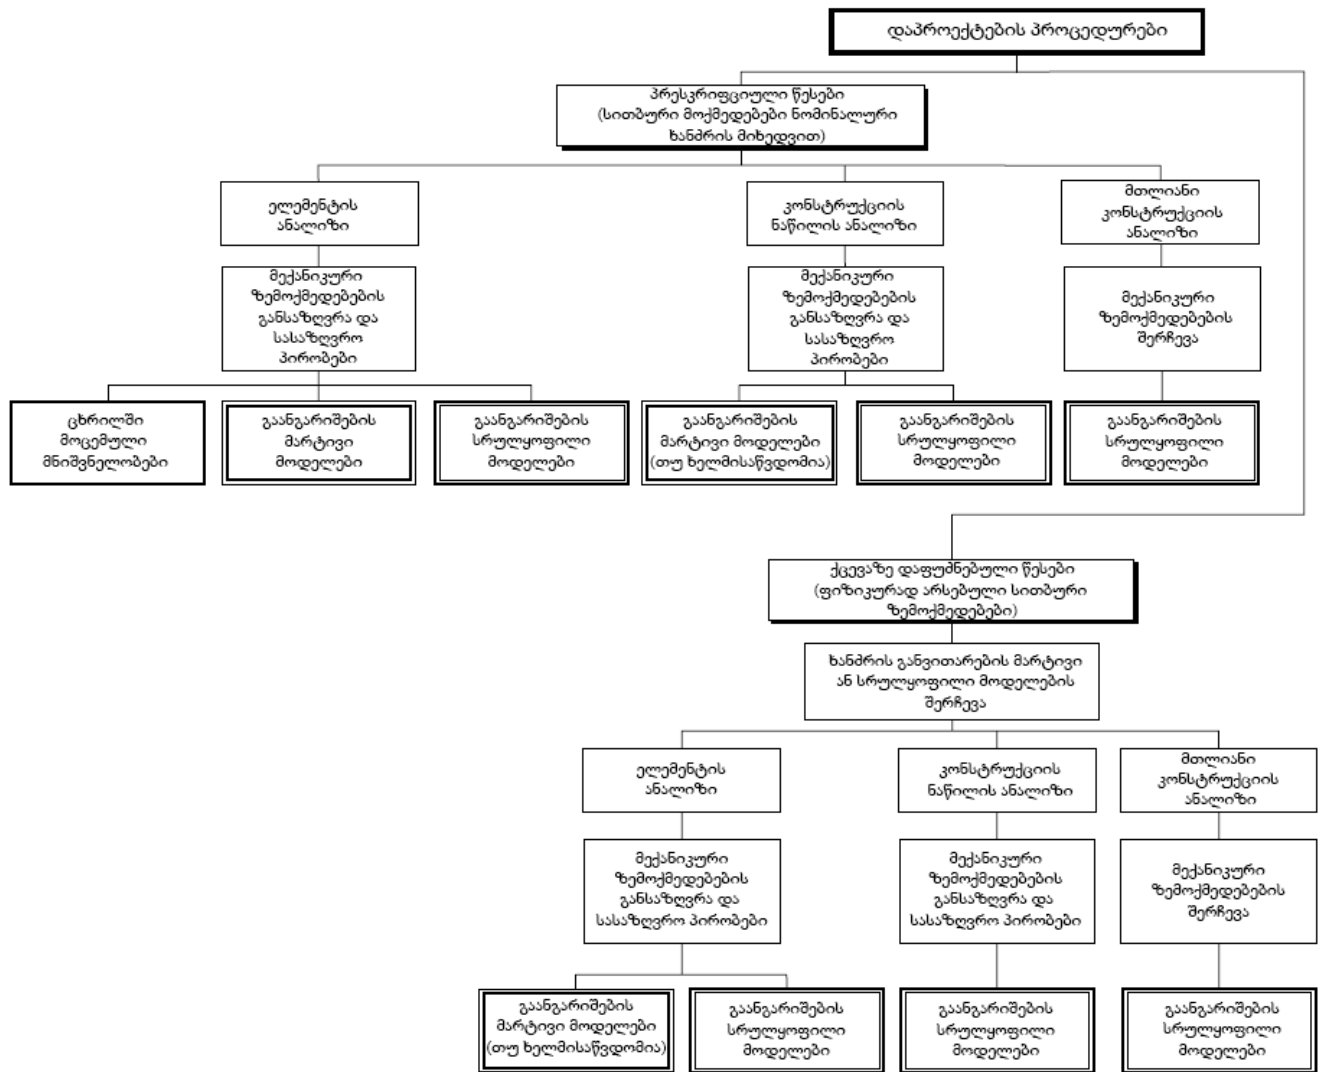 დაპროექტების პროცედურები
პრესკრიფციული წესები
(სითბური მოქმედებები ნომინალური
ხანძრის მიხედვით)
ელემენტის
ანალიზი
კონსტრუქციის
ნაწილის ანალიზი
მთლიანი
კონსტრუქციის
ანალიზი
მექანიკური
ზემოქმედებების
განსაზღვრა და
სასაზღვრო
პირობები
მექანიკური
ზემოქმედებების
განსაზღვრა და
სასაზღვრო
პირობები
მექანიკური
ზემოქმედებების
შერჩევა
ცხრილში
მოცემული
მნიშვნელობები
გაანგარიშების
მარტივი
მოდელები
გაანგარიშების
სრულყოფილი
მოდელები
გაანგარიშების
მარტივი მოდელები
(თუ ხელმისაწვდომია)
გაანგარიშების
სრულყოფილი
მოდელები
გაანგარიშების
სრულყოფილი
მოდელები
ქცევაზე დაფუძნებული წესები
(ფიზიკურად არსებული სითბური
ზემოქმედებები)
ხანძრის განვითარების მარტივი
ან სრულყოფილი მოდელების
შერჩევა
ელემენტის
ანალიზი
კონსტრუქციის
ნაწილის ანალიზი
მთლიანი
კონსტრუქციის
ანალიზი
მექანიკური
ზემოქმედებების
განსაზღვრა და
სასაზღვრო პირობები
მექანიკური
ზემოქმედებების
განსაზღვრა და
სასაზღვრო პირობები
მექანიკური
ზემოქმედებების
შერჩევა
გაანგარიშების
მარტივი მოდელები
(თუ ხელმისაწვდომია)
გაანგარიშების
სრულყოფილი
მოდელები
გაანგარიშების
სრულყოფილი
მოდელები
გაანგარიშების
სრულყოფილი
მოდელები